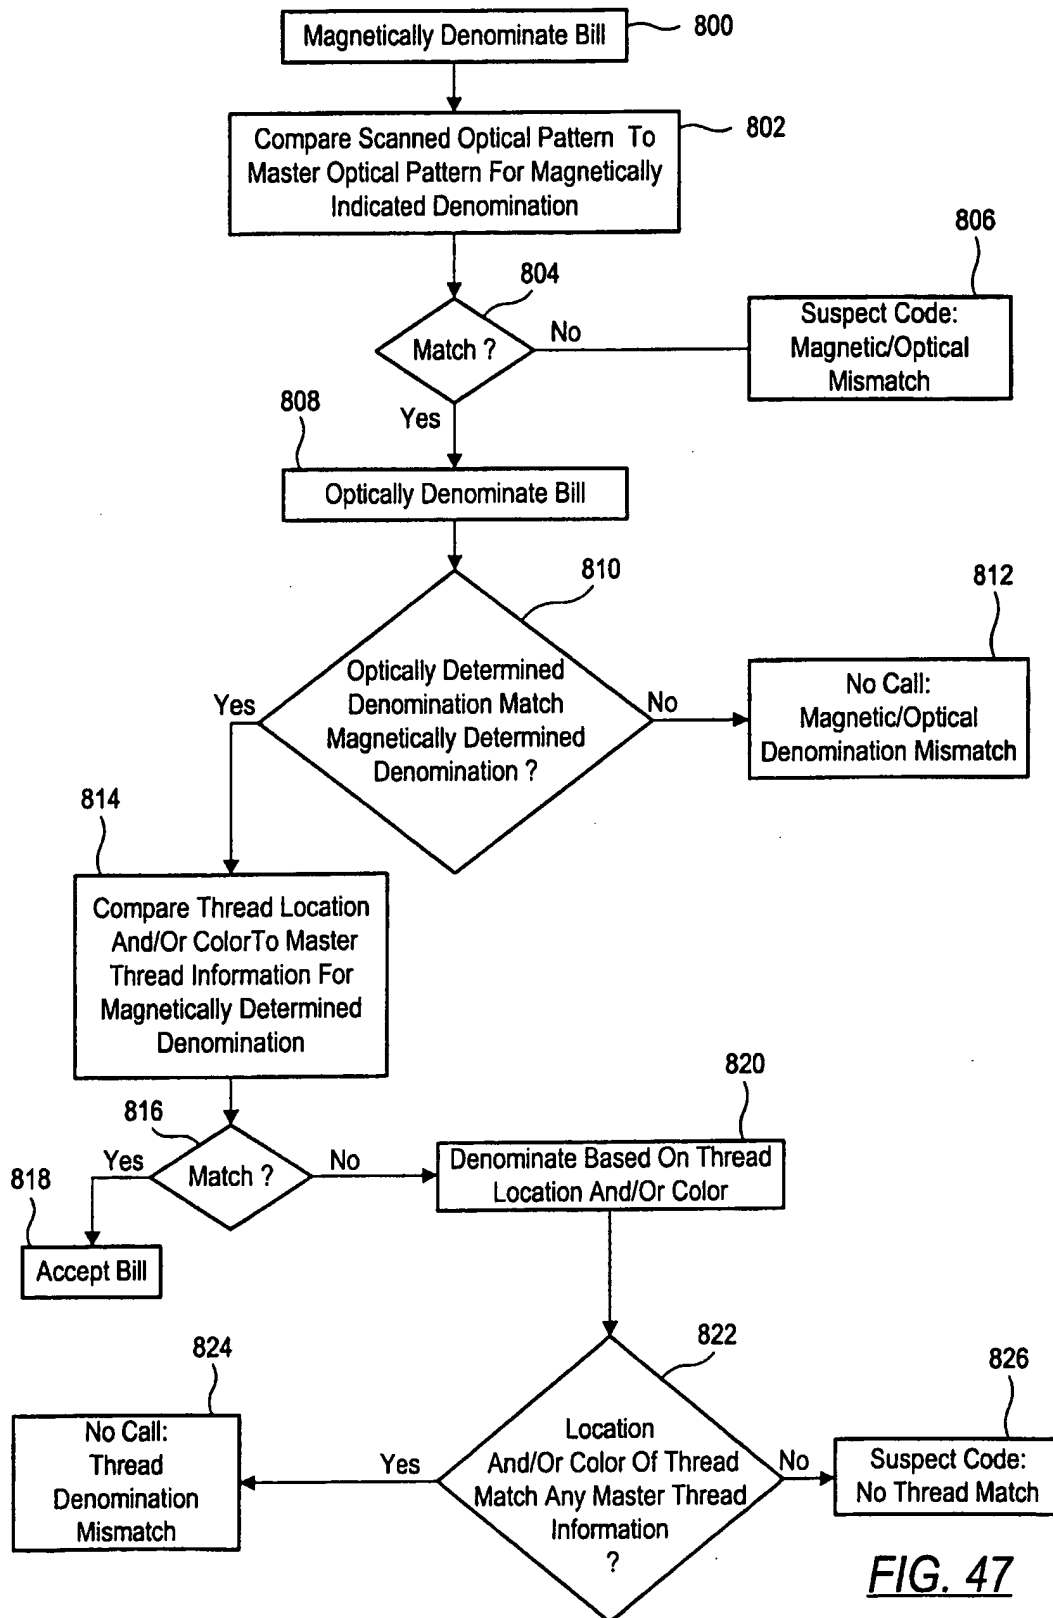 Magnetically Denominate Bill
800
Compare Scanned Optical Pattern To
Master Optical Pattern For Magnetically
Indicated Denomination
802
804
Match ?
No
806
Suspect Code:
Magnetic/Optical
Mismatch
Yes
808
Optically Denominate Bill
810
Optically Determined
Denomination Match
Magnetically Determined
Denomination ?
Yes
No
812
No Call:
Magnetic/Optical
Denomination Mismatch
814
Compare Thread Location
And/Or ColorTo Master
Thread Information For
Magnetically Determined
Denomination
816
Match ?
Yes
No
818
Accept Bill
820
Denominate Based On Thread
Location And/Or Color
822
Location
And/Or Color Of Thread
Match Any Master Thread
Information
?
Yes
No
824
No Call:
Thread
Denomination
Mismatch
826
Suspect Code:
No Thread Match
FIG. 47